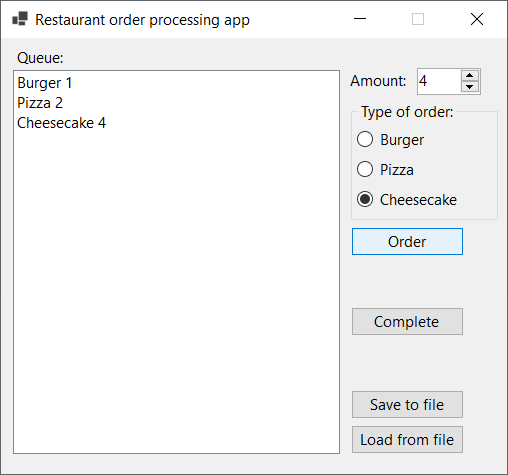 Restaurant order processing app
Queue:
Burger 1
Pizza 2
Cheesecake 4
Amount: 4
Type of order:
Burger
Pizza
Cheesecake
Order
Complete
Save to file
Load from file